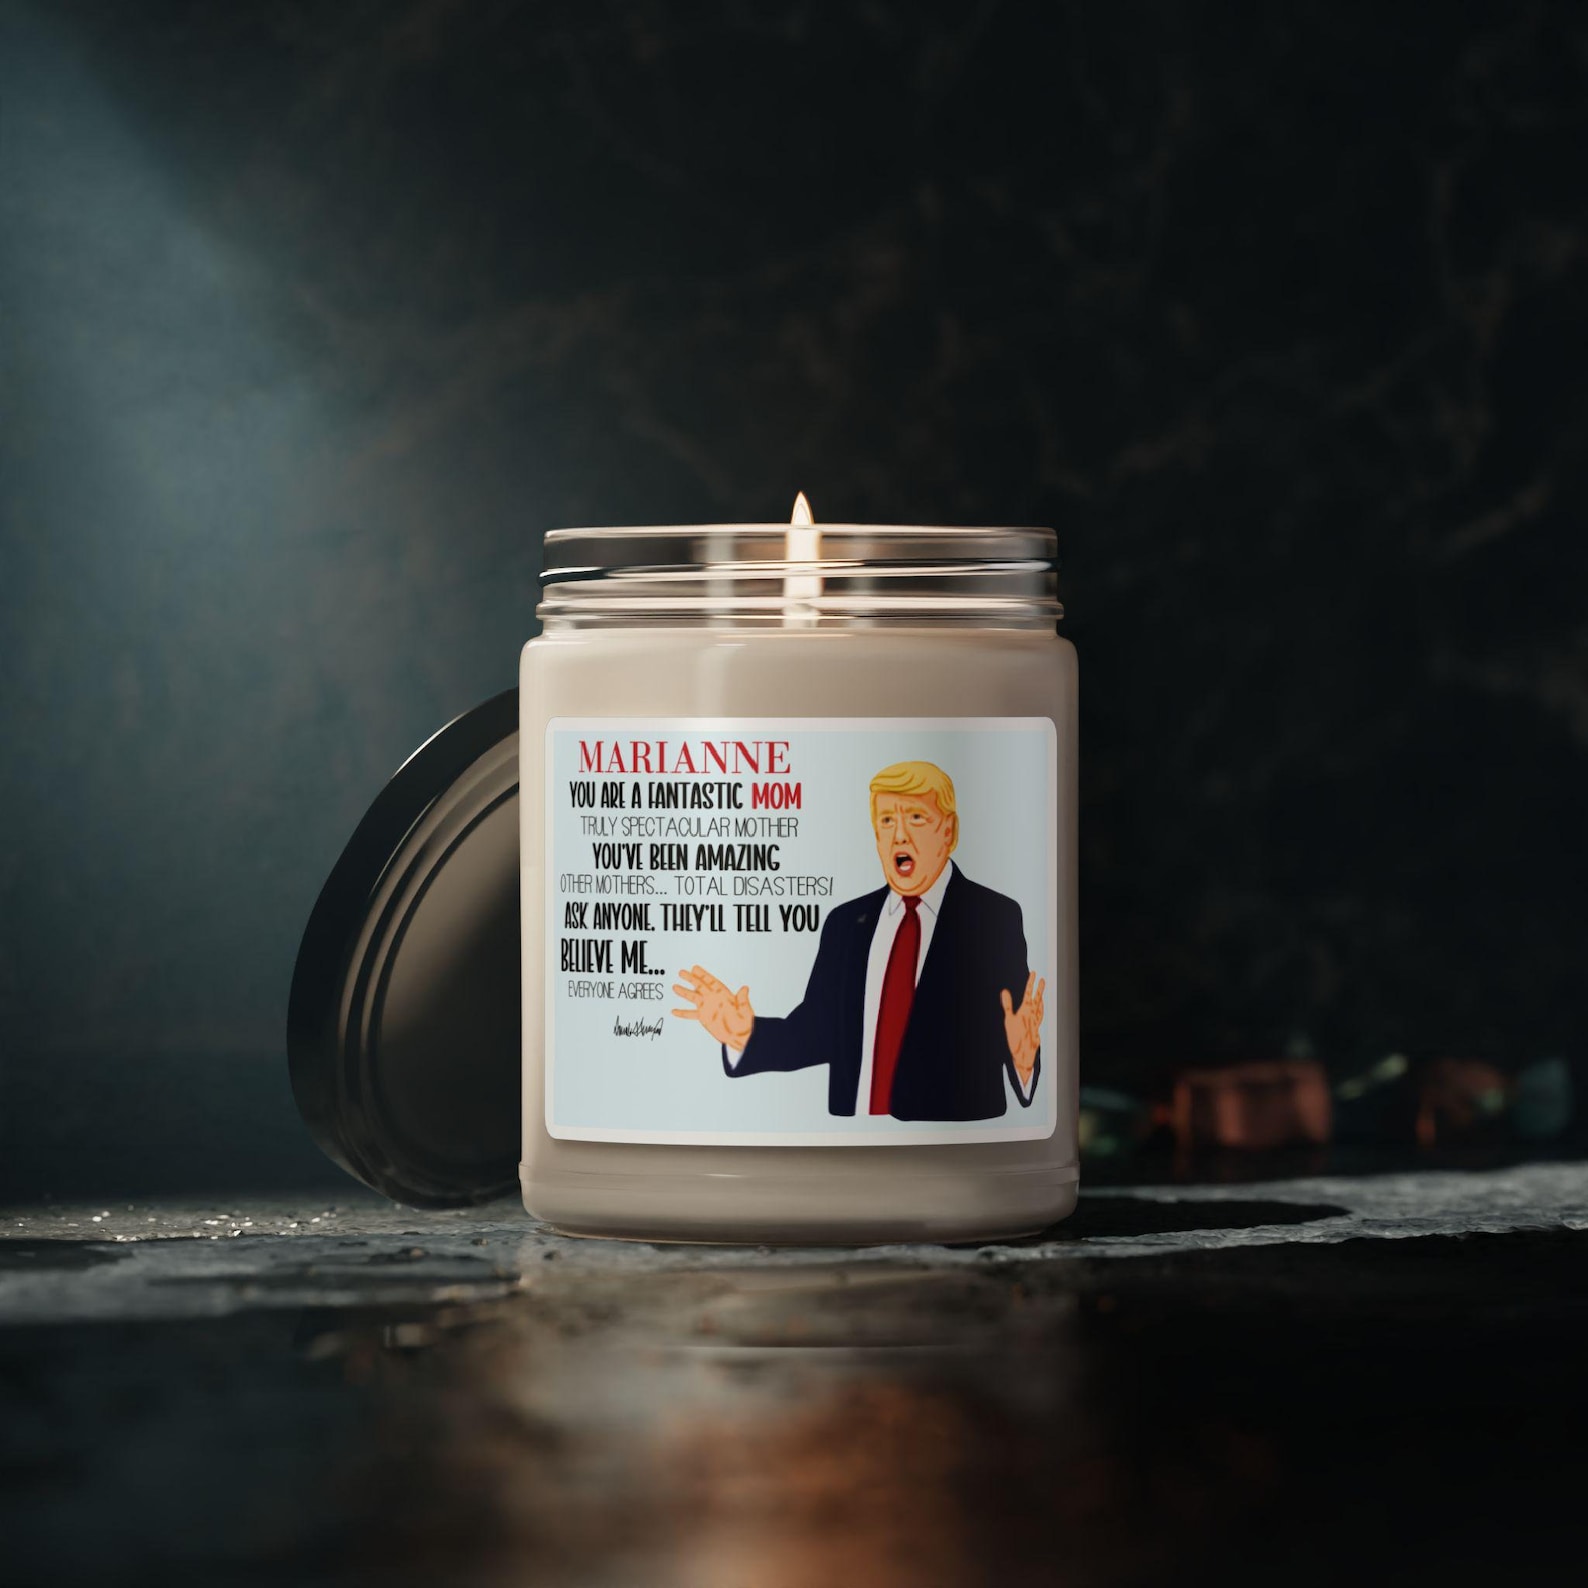 MARIANNE
YOU ARE A FANTASTIC MOM
TRULY SPECTACULAR MOTHER
YOU'VE BEEN AMAZING
OTHER MOTHERS... TOTAL DISASTERS!
ASK ANYONE. THEY'LL TELL YOU
BELIEVE ME...
EVERYONE AGREES